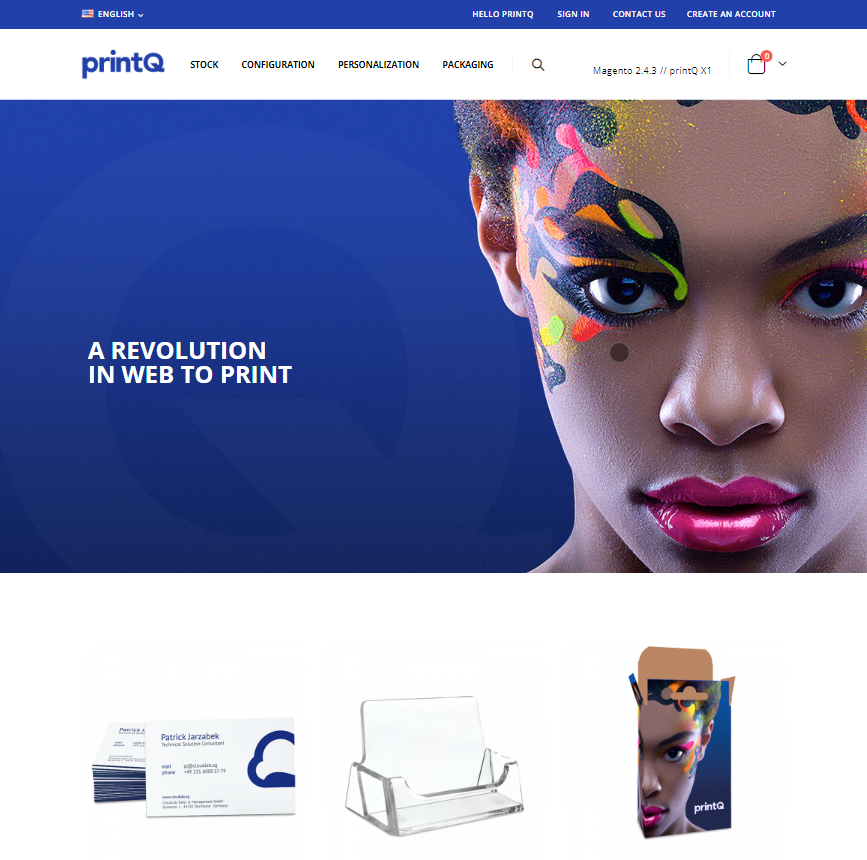 ENGLISH
HELLO PRINTQ
SIGN IN
CONTACT US
CREATE AN ACCOUNT
printQ
STOCK
CONFIGURATION
PERSONALIZATION
PACKAGING
Magento 2.4.3 // printQ X1
0
A REVOLUTION
IN WEB TO PRINT
Patrick Jarzabek
Technical Solution Consultant
mail
phone
printQ